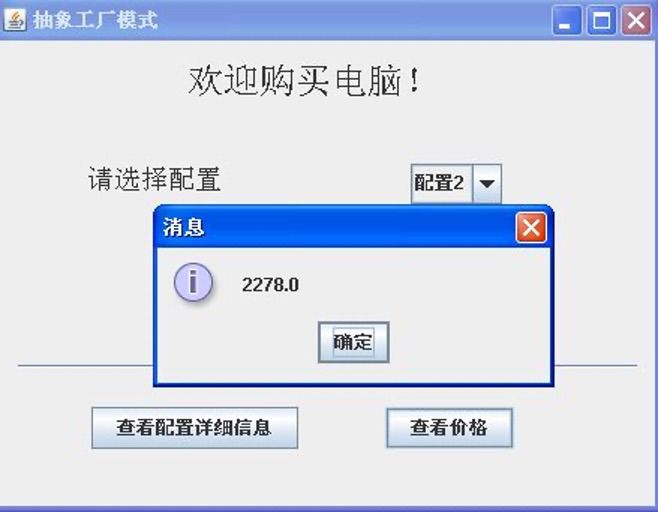 抽象工厂模式
欢迎购买电脑！
请选择配置
配置2
消息
i
2278.0
确定
查看配置详细信息
查看价格